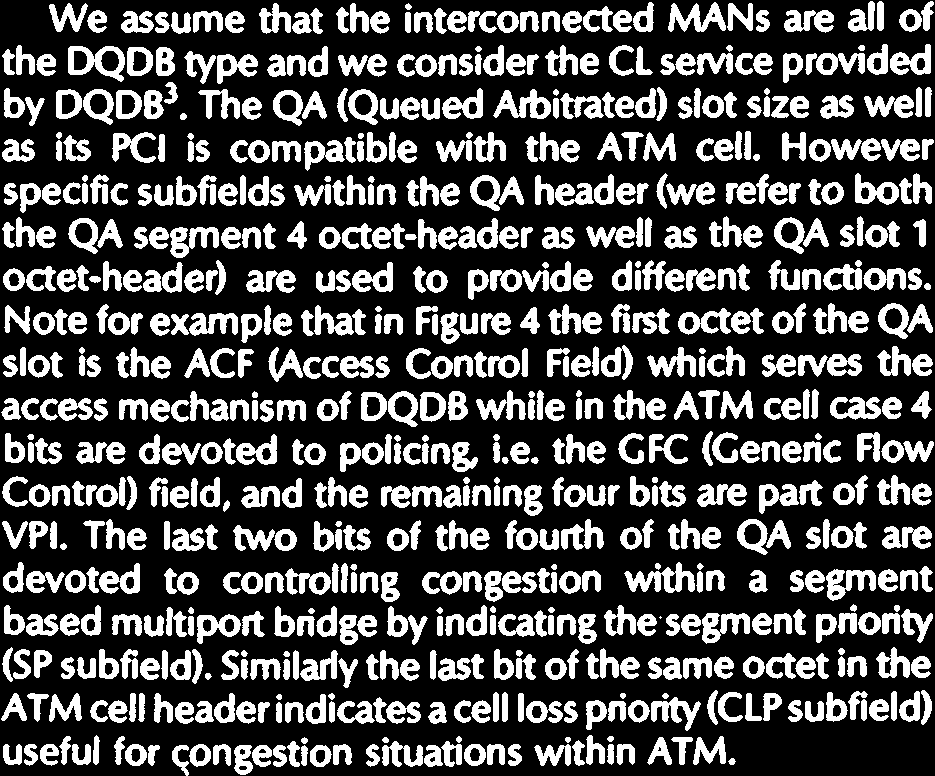 We assume that the interconnected MANs are all of
the DQDB type and we consider the CL service provided
by DQDB³. The QA (Queued Arbitrated) slot size as well
as its PCI is compatible with the ATM cell. However
specific subfields within the QA header (we refer to both
the QA segment 4 octet-header as well as the QA slot 1
octet-header) are used to provide different functions.
Note for example that in Figure 4 the first octet of the QA
slot is the ACF (Access Control Field) which serves the
access mechanism of DQDB while in the ATM cell case 4
bits are devoted to policing, i.e. the GFC (Generic Flow
Control) field, and the remaining four bits are part of the
VPI. The last two bits of the fourth of the QA slot are
devoted to controlling congestion within a segment
based multiport bridge by indicating the segment priority
(SP subfield). Similarly the last bit of the same octet in the
ATM cell header indicates a cell loss priority (CLP subfield)
useful for congestion situations within ATM.